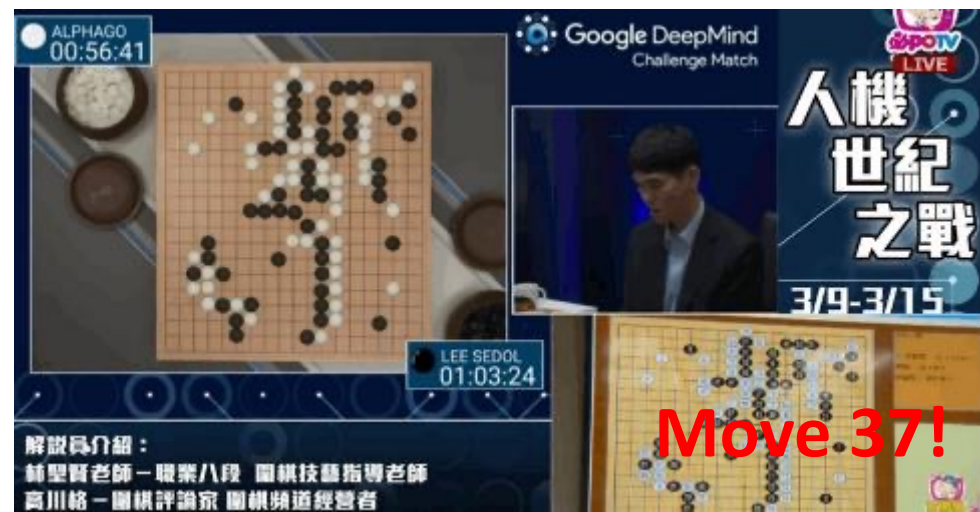 ALPHAGO
00:56:41
Google DeepMind
Challenge Match
LIVE
人機
世紀
之戰
3/9-3/15
LEE SEDOL
01:03:24
Move 37!
解說員介紹：
林聖賢老師－職業八段 圍棋技藝指導老師
高川格－圍棋評論家 圍棋頻道經營者